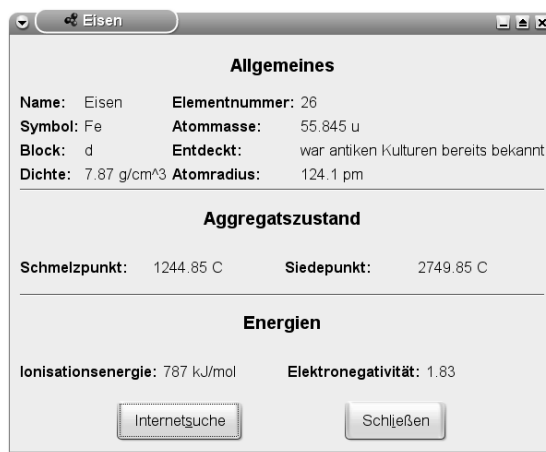 Eisen
Allgemeines
Name: Eisen Elementnummer: 26
Symbol: Fe Atommasse: 55.845 u
Block: d Entdeckt: war antiken Kulturen bereits bekannt
Dichte: 7.87 g/cm^3 Atomradius: 124.1 pm
Aggregatszustand
Schmelzpunkt: 1244.85 C Siedepunkt: 2749.85 C
Energien
Ionisationsenergie: 787 kJ/mol Elektronegativität: 1.83
Internetsuche Schließen